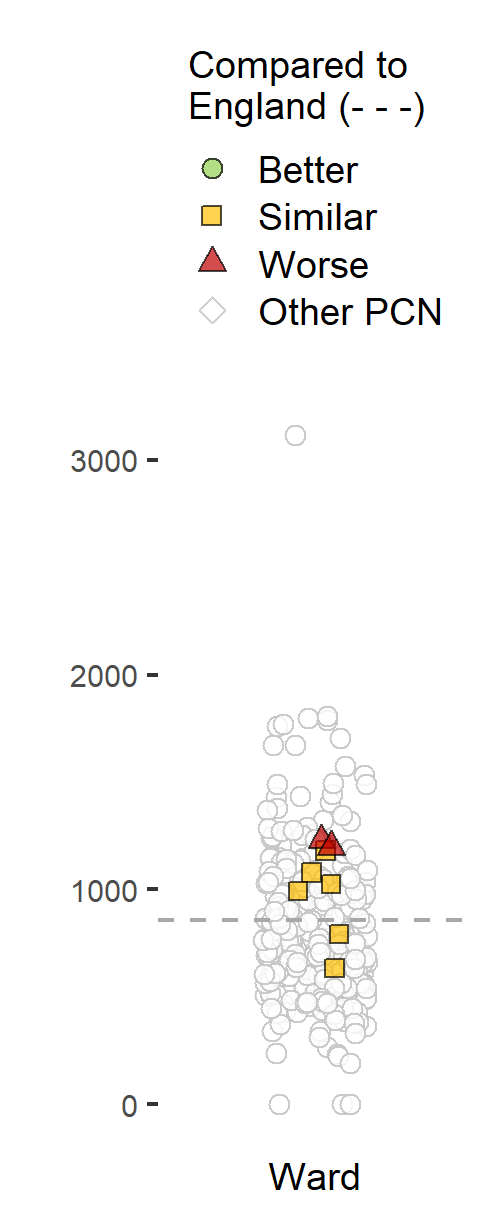 Compared to
England (- - -)
Better
Similar
Worse
Other PCN
3000
2000
1000
0
Ward